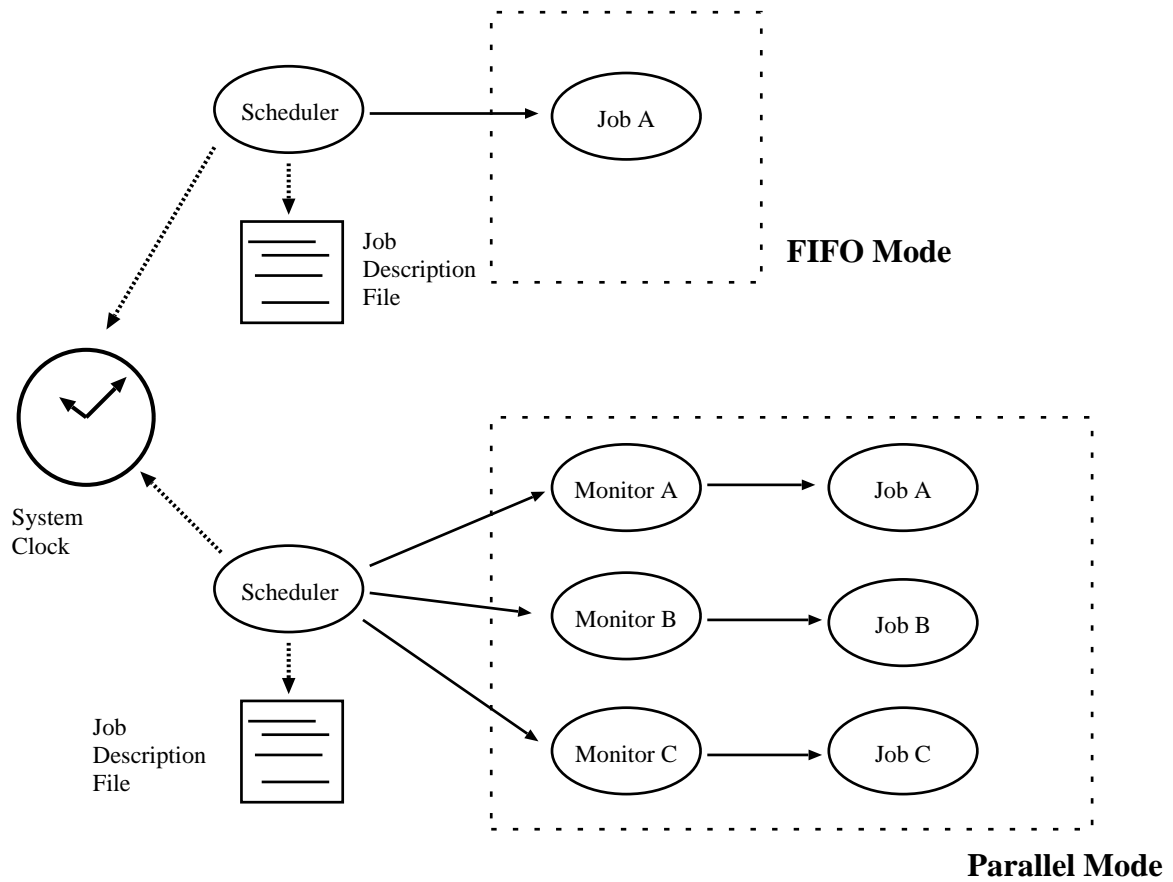 Scheduler
Job A
Job
Description
File
FIFO Mode
System
Clock
Scheduler
Monitor A
Job A
Monitor B
Job B
Monitor C
Job C
Job
Description
File
Parallel Mode